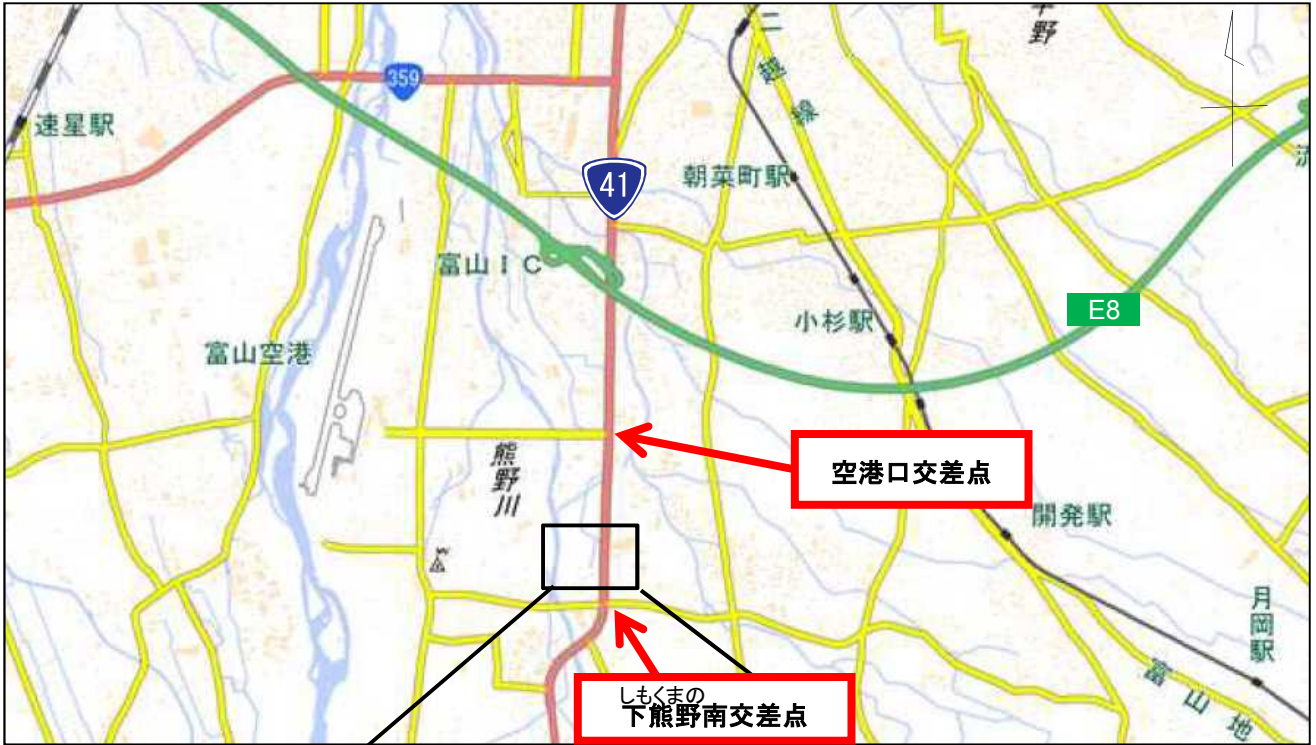 359
速星駅
二
越
線
朝菜町駅
41
富山IC
小杉駅
E8
富山空港
空港口交差点
熊野川
開発駅
月岡駅
しもくまの
下熊野南交差点
富山地